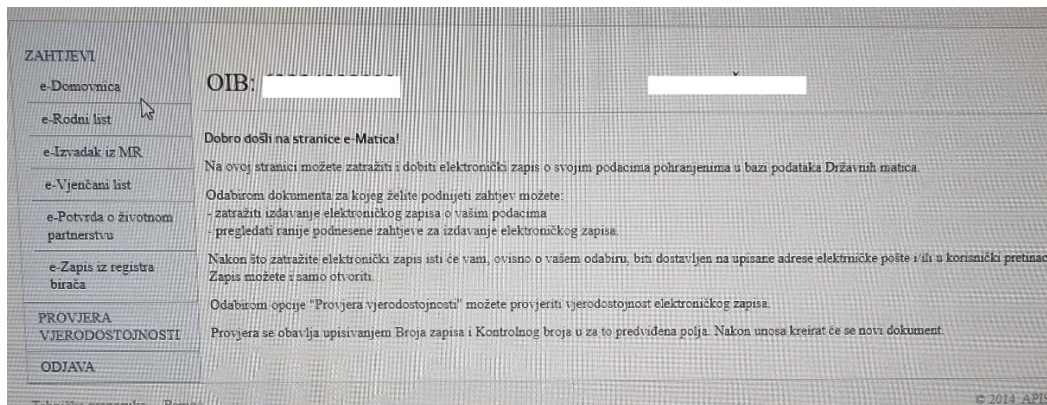 ZAHTJEVI
e-Domovnica
e-Rodni list
e-Izvadak iz MR
e-Vjenčani list
e-Potvrda o životnom
partnerstvu
e-Zapis iz registra
birača
PROVJERA
VJERODOSTOJNOSTI
ODJAVA
OIB:
Dobro došli na stranice e-Matica!
Na ovoj stranici možete zatražiti i dobiti elektronički zapis o svojim podacima pohranjenima u bazi podataka Državnih matica.
Odabirom dokumenta za kojeg želite podnijeti zahtjev možete:
- zatražiti izdavanje elektroničkog zapisa o vašim podacima
- pregledati ranije podnesene zahtjeve za izdavanje elektroničkog zapisa.
Nakon što zatražite elektronički zapis isti će vam, ovisno o vašem odabiru, biti dostavljen na upisane adrese elektrničke pošte i/ili u korisnički pretinac
Zapis možete i samo otvoriti.
Odabirom opcije "Provjera vjerodostojnosti" možete provjeriti vjerodostojnost elektroničkog zapisa.
Provjera se obavlja upisivanjem Broja zapisa i Kontrolnog broja u za to predviđena polja. Nakon unosa kreirat će se novi dokument.
© 2014 APIS